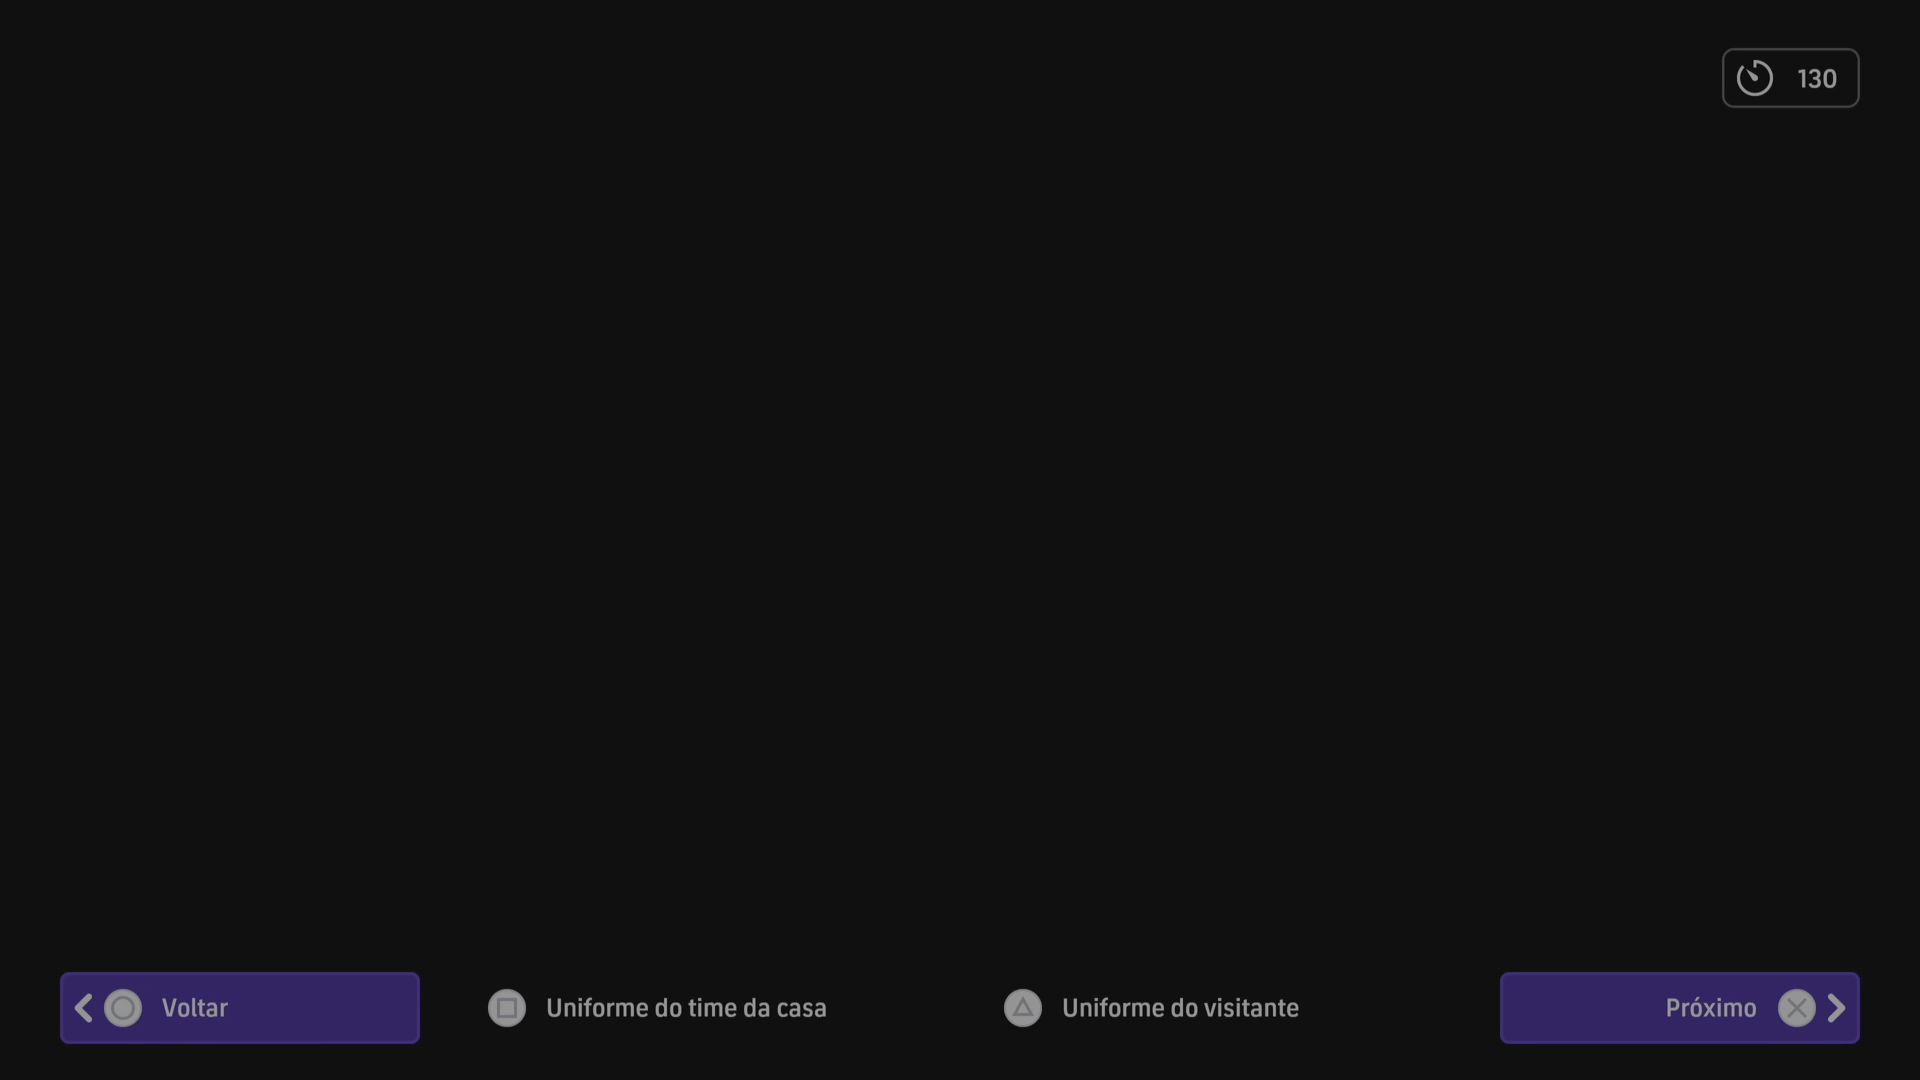 130
Voltar
Uniforme do time da casa
Uniforme do visitante
Próximo